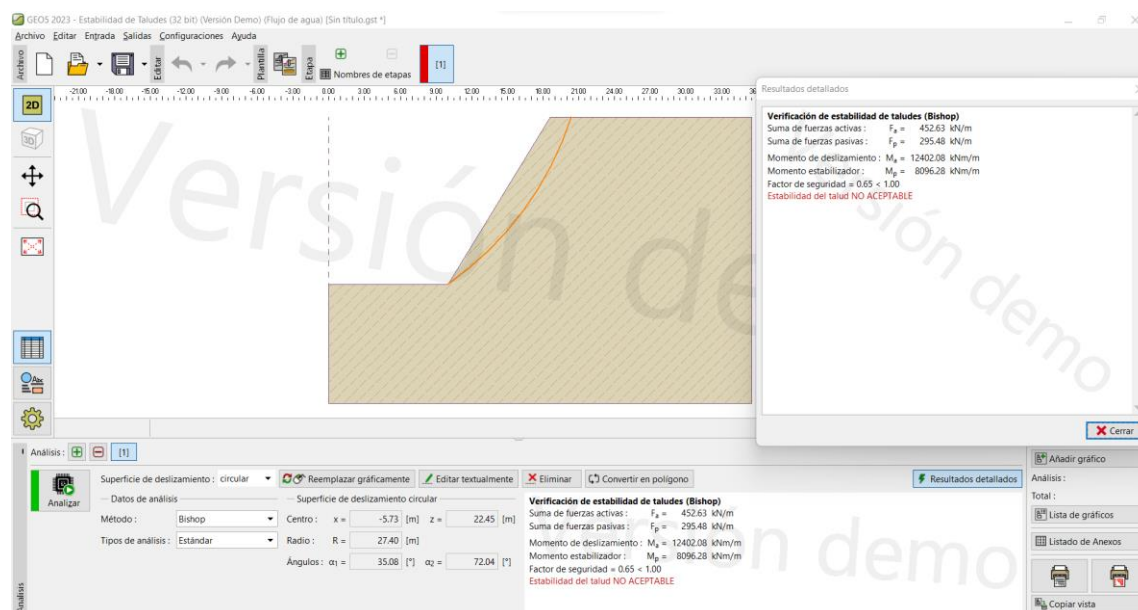 GEO5 2023 - Estabilidad de Taludes (32 bit) (Versión Demo) (Flujo de agua) [Sin título.gst *]
Archivo Editar Entrada Salidas Configuraciones Ayuda
Archivo
Editar
Plantilla
Etapa
Nombres de etapas
[1]
2D
3D
-21.00 -18.00 -15.00 -12.00 -9.00 -6.00 -3.00 0.00 3.00 6.00 9.00 12.00 15.00 18.00 21.00 24.00 27.00 30.00 33.00 36
Versión demo
Resultados detallados
Verificación de estabilidad de taludes (Bishop)
Suma de fuerzas activas : Fa = 452.63 kN/m
Suma de fuerzas pasivas : Fp = 295.48 kN/m
Momento de deslizamiento : Ma = 12402.08 kNm/m
Momento estabilizador : Mp = 8096.28 kNm/m
Factor de seguridad = 0.65 < 1.00
Estabilidad del talud NO ACEPTABLE
Versión demo
Cerrar
Análisis : [1]
Analizar
Superficie de deslizamiento : circular
Reemplazar gráficamente
Editar textualmente
Eliminar
Convertir en polígono
Resultados detallados
Datos de análisis
Método : Bishop
Tipos de análisis : Estándar
Superficie de deslizamiento circular
Centro : x = -5.73 [m] z = 22.45 [m]
Radio : R = 27.40 [m]
Ángulos : α1 = 35.08 [°] α2 = 72.04 [°]
Verificación de estabilidad de taludes (Bishop)
Suma de fuerzas activas : Fa = 452.63 kN/m
Suma de fuerzas pasivas : Fp = 295.48 kN/m
Momento de deslizamiento : Ma = 12402.08 kNm/m
Momento estabilizador : Mp = 8096.28 kNm/m
Factor de seguridad = 0.65 < 1.00
Estabilidad del talud NO ACEPTABLE
Versión demo
Análisis
Añadir gráfico
Análisis :
Total :
Lista de gráficos
Listado de Anexos
Copiar vista